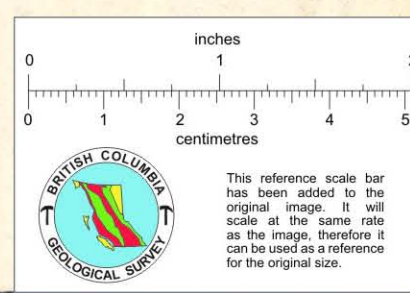 inches
0 1 2
0 1 2 3 4 5
centimetres
BRITISH COLUMBIA
GEOLOGICAL SURVEY
This reference scale bar
has been added to the
original image. It will
scale at the same rate
as the image, therefore it
can be used as a reference
for the original size.